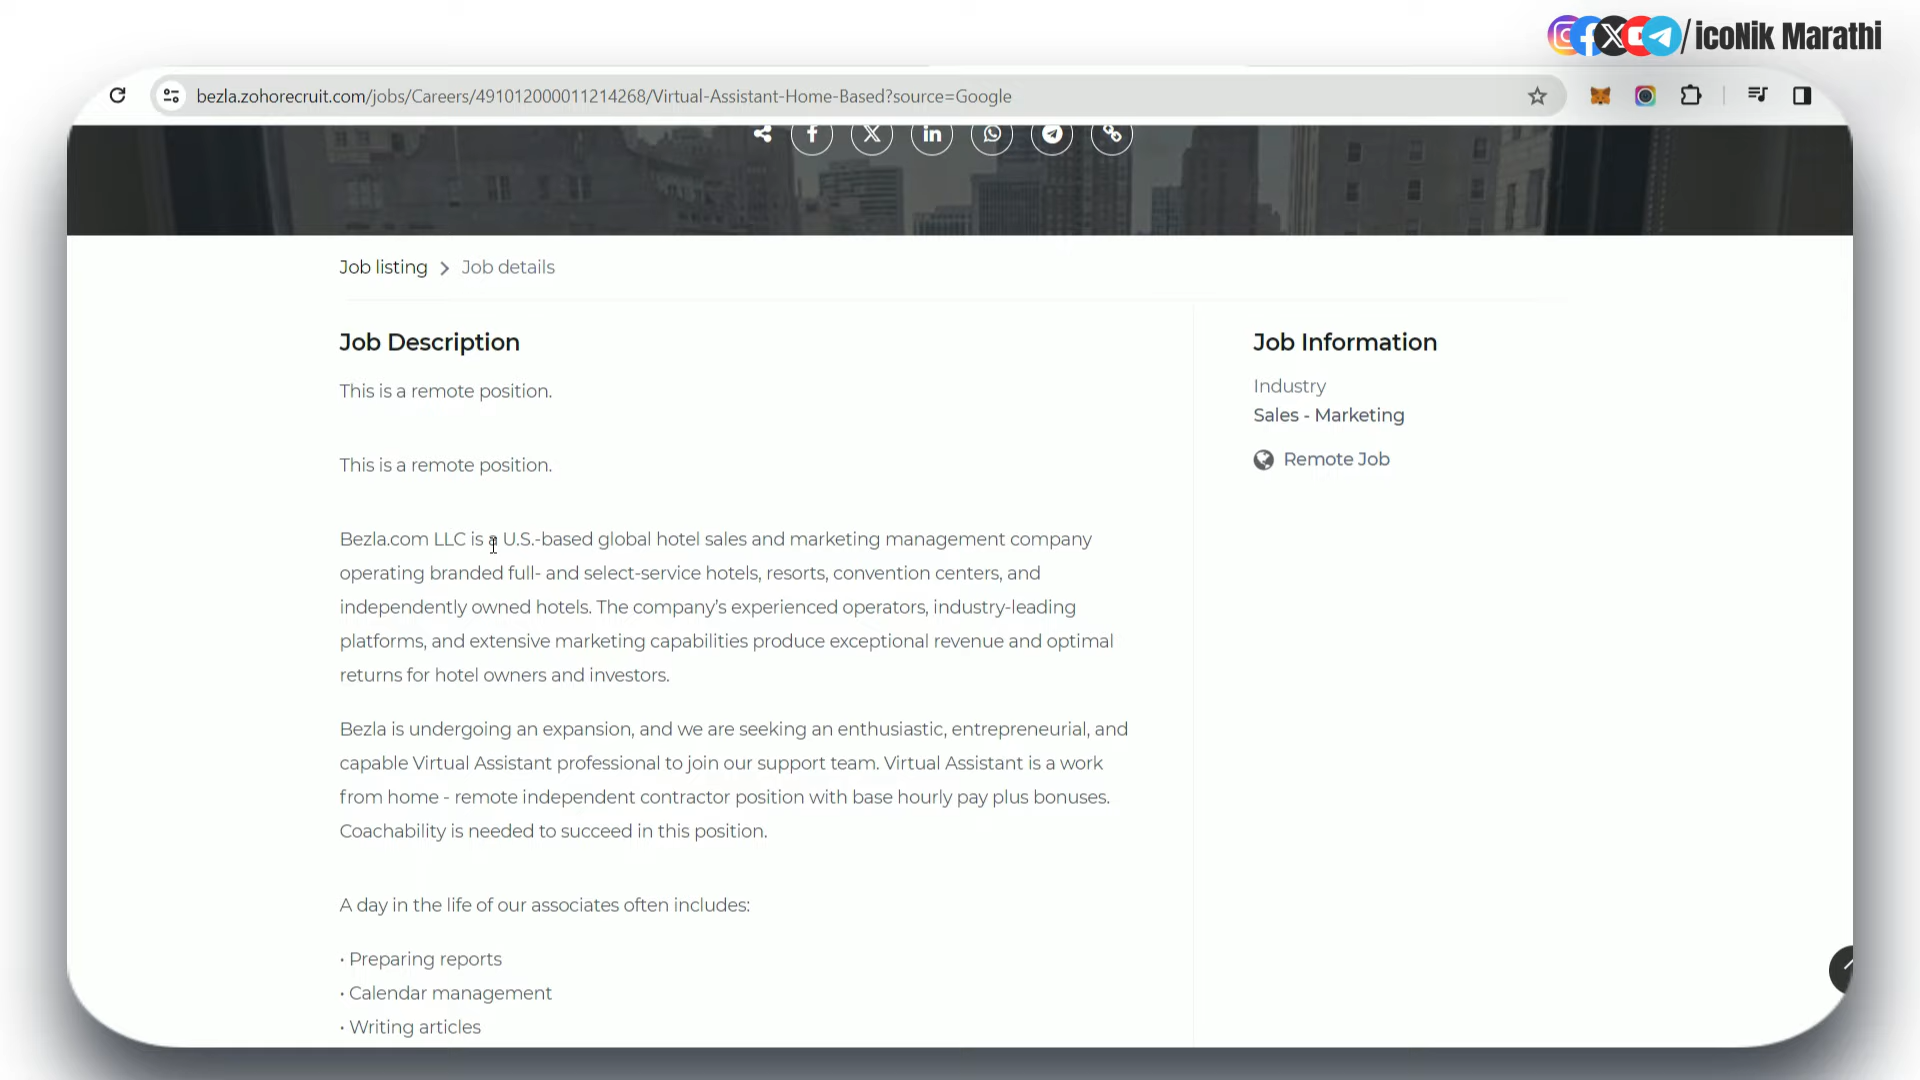 /icoNik Marathi
bezla.zohorecruit.com/jobs/Careers/491012000011214268/Virtual-Assistant-Home-Based?source=Google
Job listing > Job details
Job Description
This is a remote position.
This is a remote position.
Bezla.com LLC is a U.S.-based global hotel sales and marketing management company
operating branded full- and select-service hotels, resorts, convention centers, and
independently owned hotels. The company’s experienced operators, industry-leading
platforms, and extensive marketing capabilities produce exceptional revenue and optimal
returns for hotel owners and investors.
Bezla is undergoing an expansion, and we are seeking an enthusiastic, entrepreneurial, and
capable Virtual Assistant professional to join our support team. Virtual Assistant is a work
from home - remote independent contractor position with base hourly pay plus bonuses.
Coachability is needed to succeed in this position.
A day in the life of our associates often includes:
• Preparing reports
• Calendar management
• Writing articles
Job Information
Industry
Sales - Marketing
Remote Job